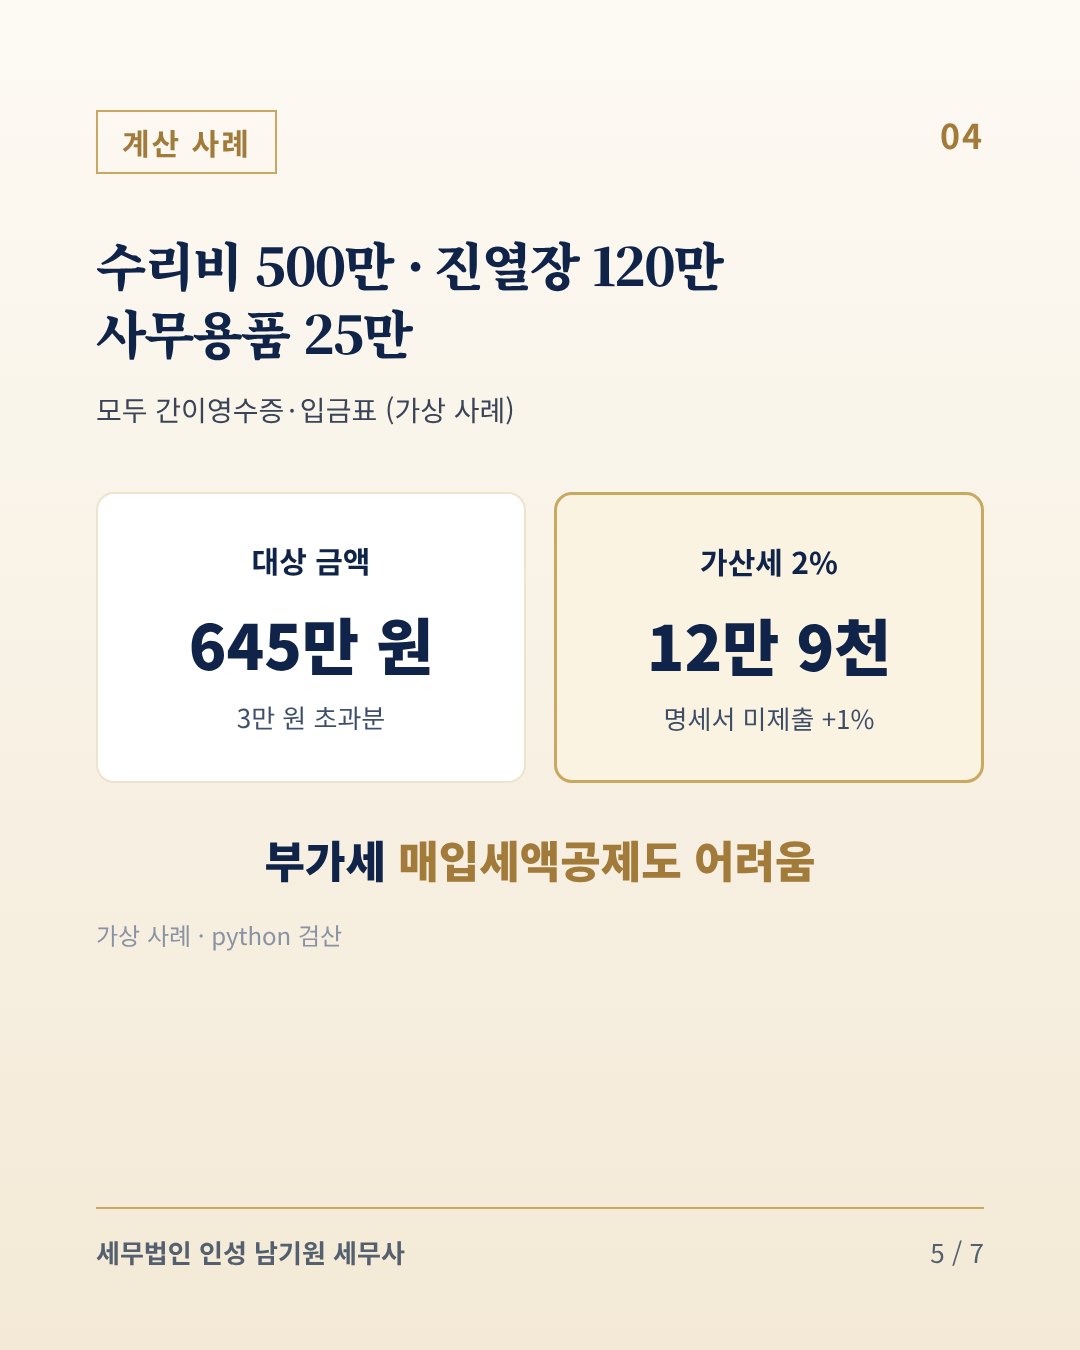 계산 사례
04
수리비 500만 · 진열장 120만
사무용품 25만
모두 간이영수증·입금표 (가상 사례)
대상 금액
645만 원
3만 원 초과분
가산세 2%
12만 9천
명세서 미제출 +1%
부가세 매입세액공제도 어려움
가상 사례 · python 검산
세무법인 인성 남기원 세무사
5 / 7